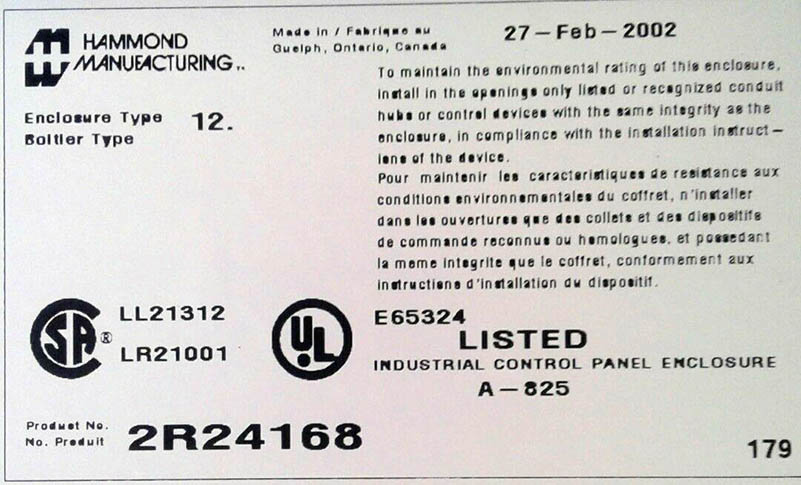 HAMMOND
MANUFACTURING™
Made in / Fabrique au
Guelph, Ontario, Canada
27-Feb-2002
Enclosure Type 12.
Boitier Type
To maintain the environmental rating of this enclosure,
install in the openings only listed or recagnized conduit
hubs or control devices with the same integrity as the
enclosure, in compliance with the installation instruct-
ions of the device.
Pour maintenir les caracteristiques de resistance aux
conditions environnementales du coffret, n'installer
dans les ouvertures que des collets et des dispositifs
de commande reconnus ou homologues, et possedant
la meme integrite que le coffret, conformement aux
instructions d'installation du dispositif.
SA ® LL21312
LR21001
UL
E65324
LISTED
INDUSTRIAL CONTROL PANEL ENCLOSURE
A-825
Product No.
No. Produit
2R24168
179